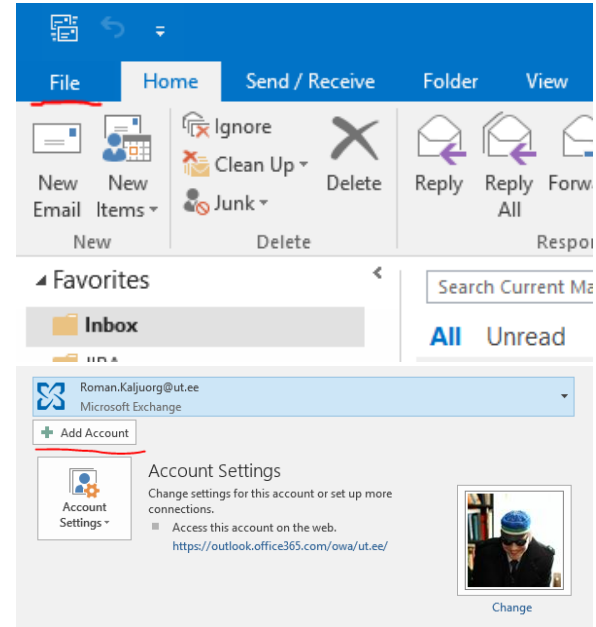 File Home Send / Receive Folder View
Ignore
Clean Up
Junk
Delete
New Email
New Items
Reply
Reply All
New Delete
Favorites
Search Current
Inbox
All Unread
Roman.Kaljuorg@ut.ee
Microsoft Exchange
Add Account
Account Settings
Account Settings
Change settings for this account or set up more
connections.
Access this account on the web.
https://outlook.office365.com/owa/ut.ee/
Change